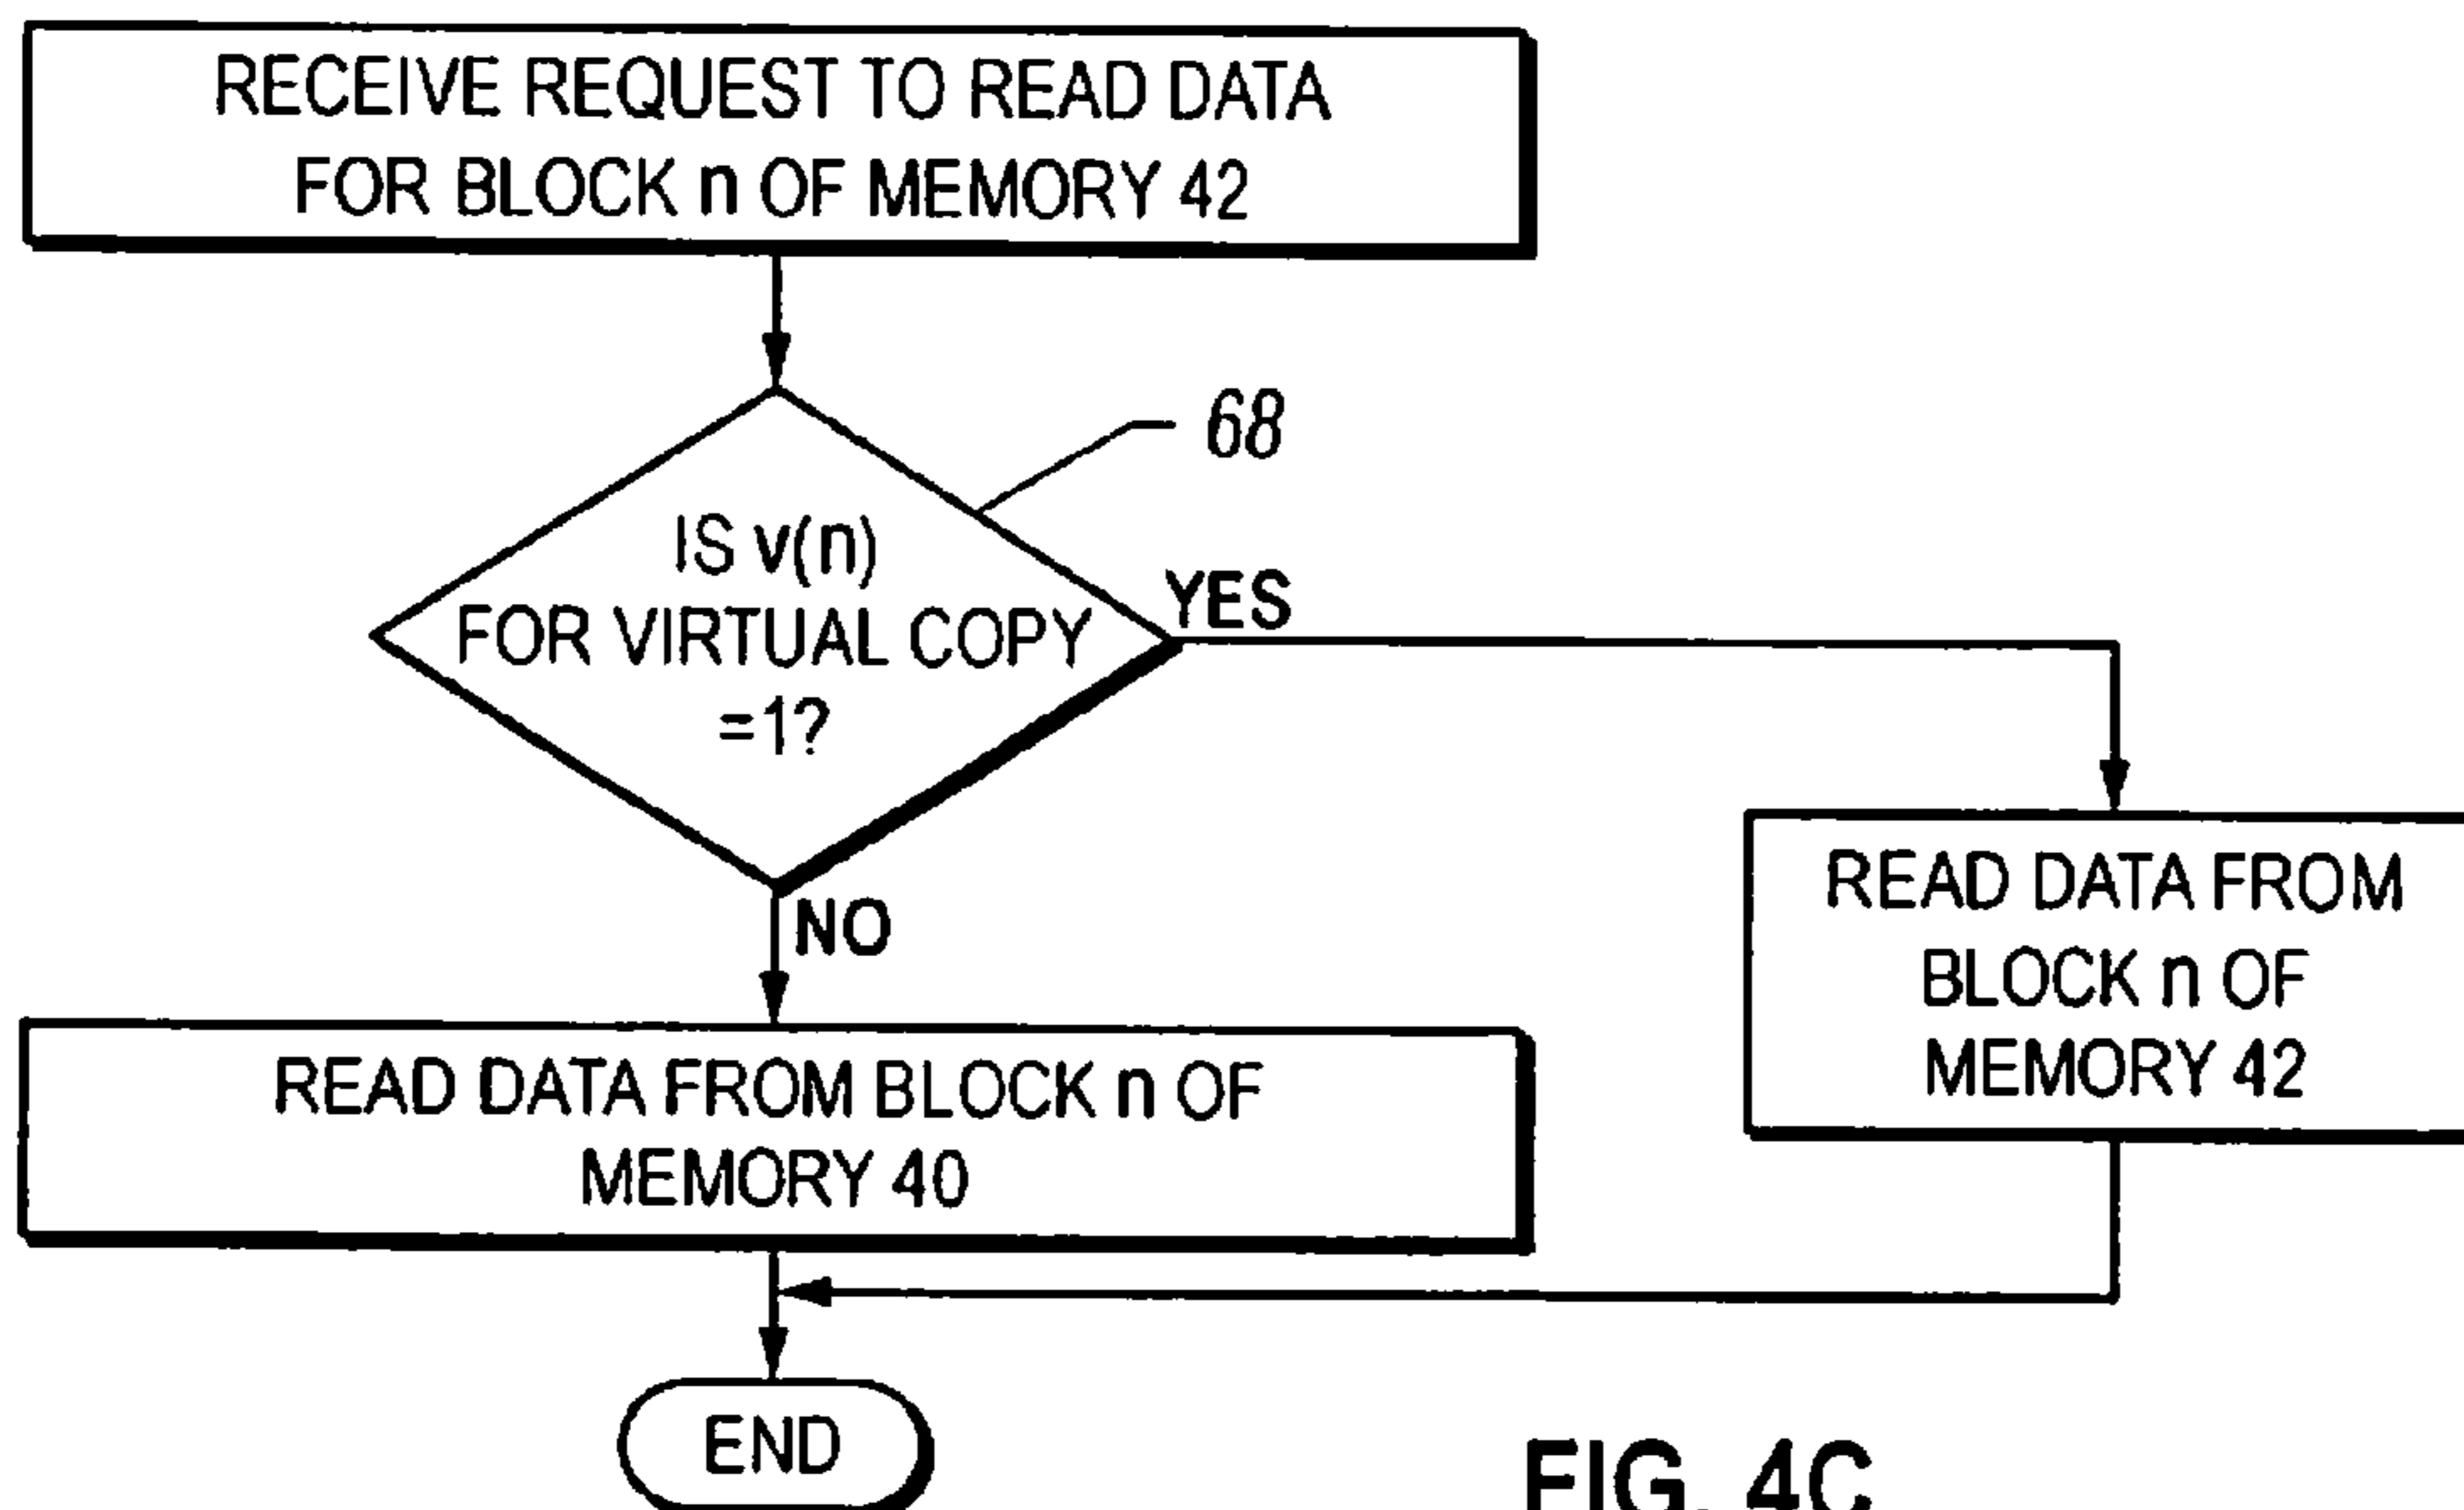 RECEIVE REQUEST TO READ DATA
FOR BLOCK n OF MEMORY 42
68
IS v(n)
FOR VIRTUAL COPY
=1?
YES
NO
READ DATA FROM
BLOCK n OF
MEMORY 42
READ DATA FROM BLOCK n OF
MEMORY 40
END
FIG. 4C